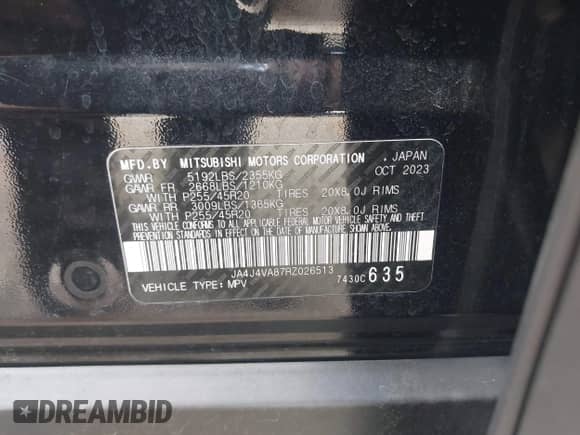 MFD.BY MITSUBISHI MOTORS CORPORATION . JAPAN
GVWR 5192LBS/2355KG OCT 2023
GAWR FR 2668LBS/1210KG
WITH P255/45R20 TIRES 20X8.0J RIMS
GAWR RR 3009LBS/1365KG
WITH P255/45R20 TIRES 20X8.0J RIMS
THIS VEHICLE CONFORMS TO ALL APPLICABLE FEDERAL MOTOR VEHICLE SAFETY AND THEFT
PREVENTION STANDARDS IN EFFECT ON THE DATE OF MANUFACTURE SHOWN ABOVE.
JA4J4VA87RZ026513
VEHICLE TYPE: MPV 7430C 635
DREAMBID